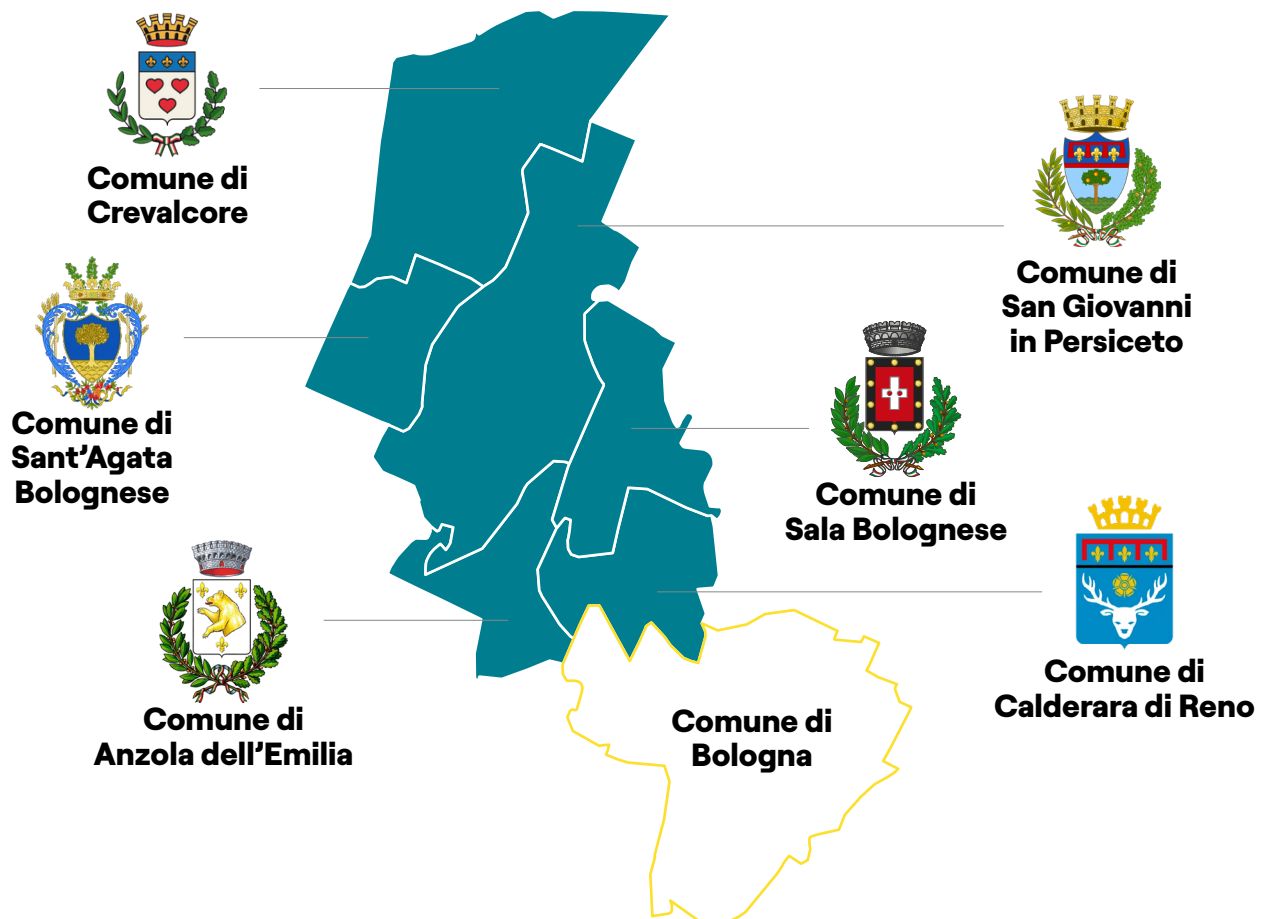 Comune di
Crevalcore
Comune di
San Giovanni
in Persiceto
Comune di
Sant’Agata
Bolognese
Comune di
Sala Bolognese
Comune di
Calderara di Reno
Comune di
Anzola dell’Emilia
Comune di
Bologna